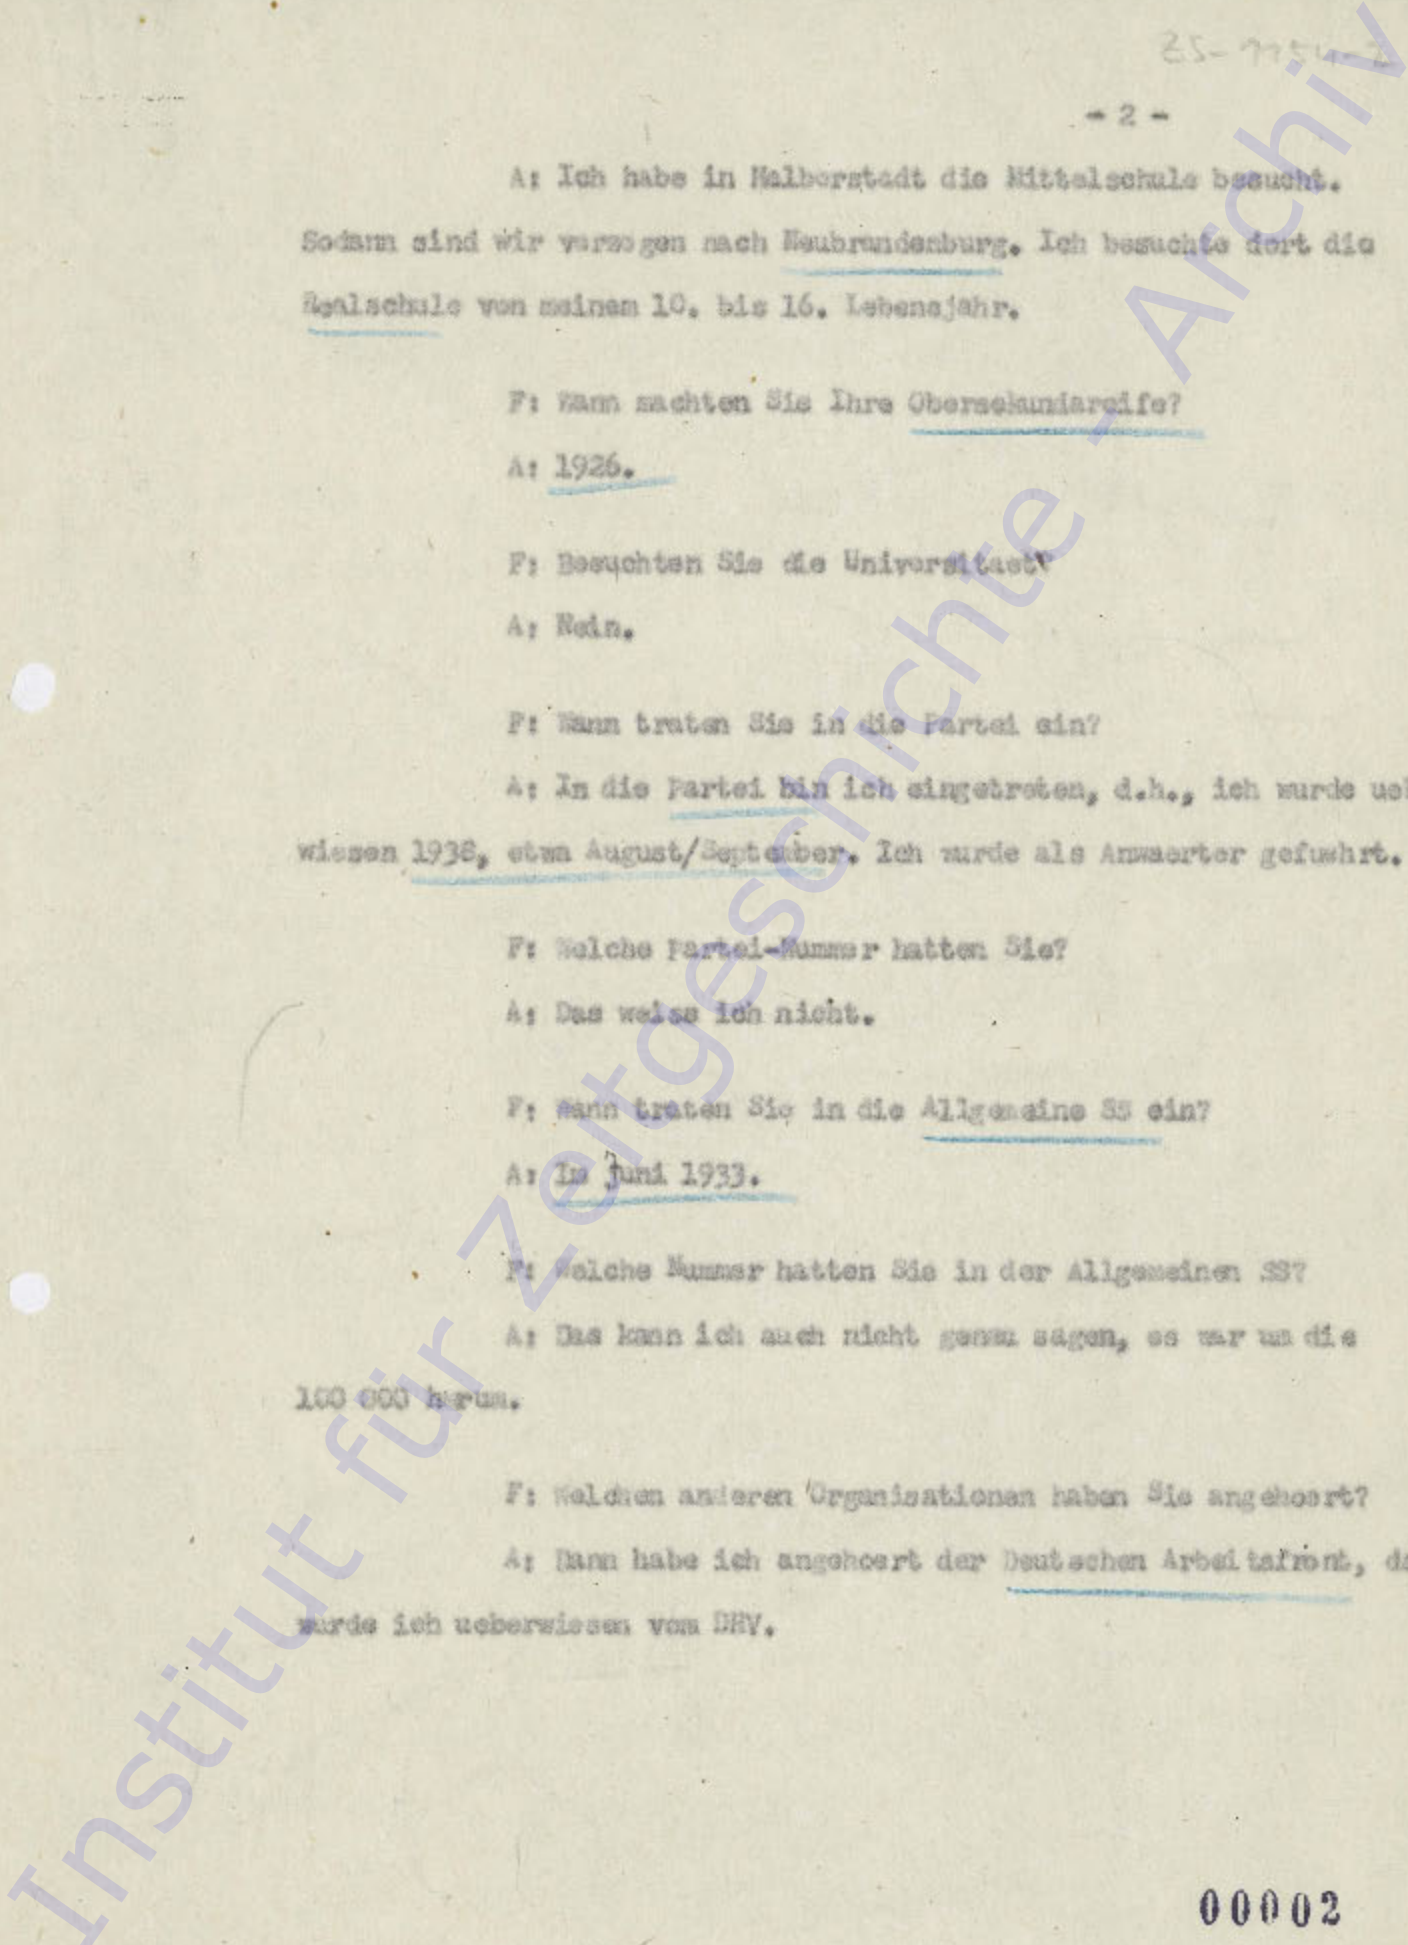 ZS-1154-2
- 2 -
A: Ich habe in Halberstadt die Mittelschule besucht.
Sodann sind wir verzogen nach Neubrandenburg. Ich besuchte dort die
Realschule von meinem 10. bis 16. Lebensjahr.
F: Wann machten Sie Ihre Obersekundareife?
A: 1926.
F: Besuchten Sie die Universitaet?
A: Nein.
F: Wann traten Sie in die Partei ein?
A: In die Partei bin ich eingetreten, d.h., ich wurde ueb
wiesen 1938, etwa August/September. Ich wurde als Anwaerter gefuehrt.
F: Welche Partei-Nummer hatten Sie?
A: Das weiss ich nicht.
F: Wann traten Sie in die Allgemeine SS ein?
A: Im Juni 1933.
F: Welche Nummer hatten Sie in der Allgemeinen SS?
A: Das kann ich auch nicht genau sagen, es war um die
100 000 herum.
F: Welchen anderen Organisationen haben Sie angehoert?
A: Dann habe ich angehoert der Deutschen Arbeitsfront, da
wurde ich ueberwiesen vom DHV.
00002
Institut für Zeitgeschichte - Archiv